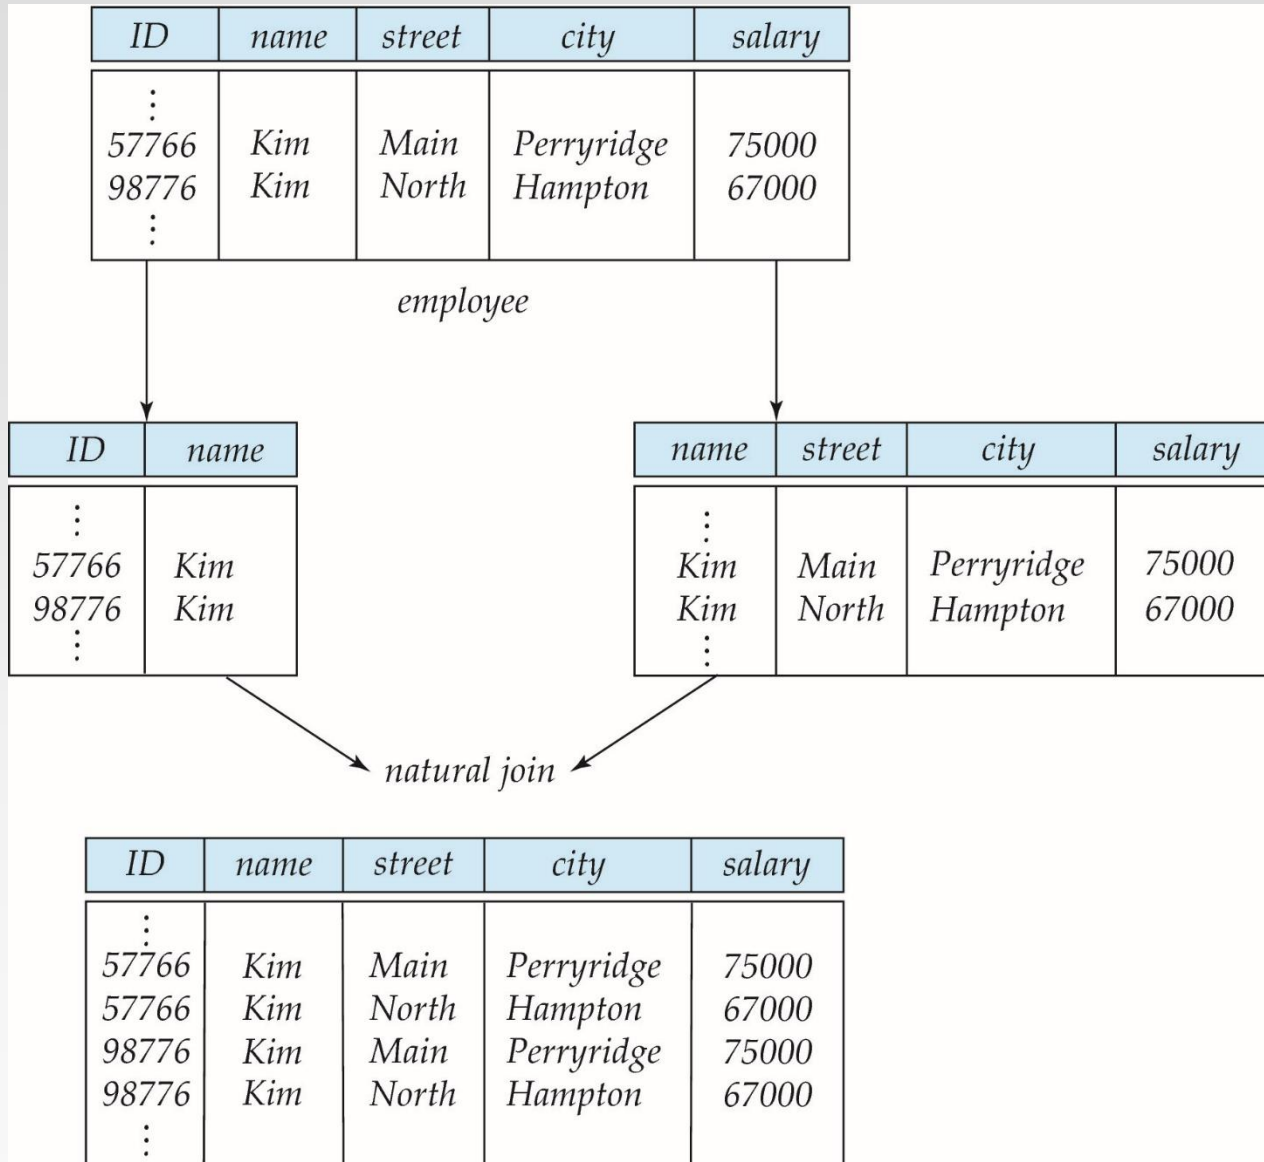 ID name street city salary
⋮
57766 Kim Main Perryridge 75000
98776 Kim North Hampton 67000
⋮
employee
ID name
⋮
57766 Kim
98776 Kim
⋮
name street city salary
⋮
Kim Main Perryridge 75000
Kim North Hampton 67000
⋮
natural join
ID name street city salary
⋮
57766 Kim Main Perryridge 75000
57766 Kim North Hampton 67000
98776 Kim Main Perryridge 75000
98776 Kim North Hampton 67000
⋮